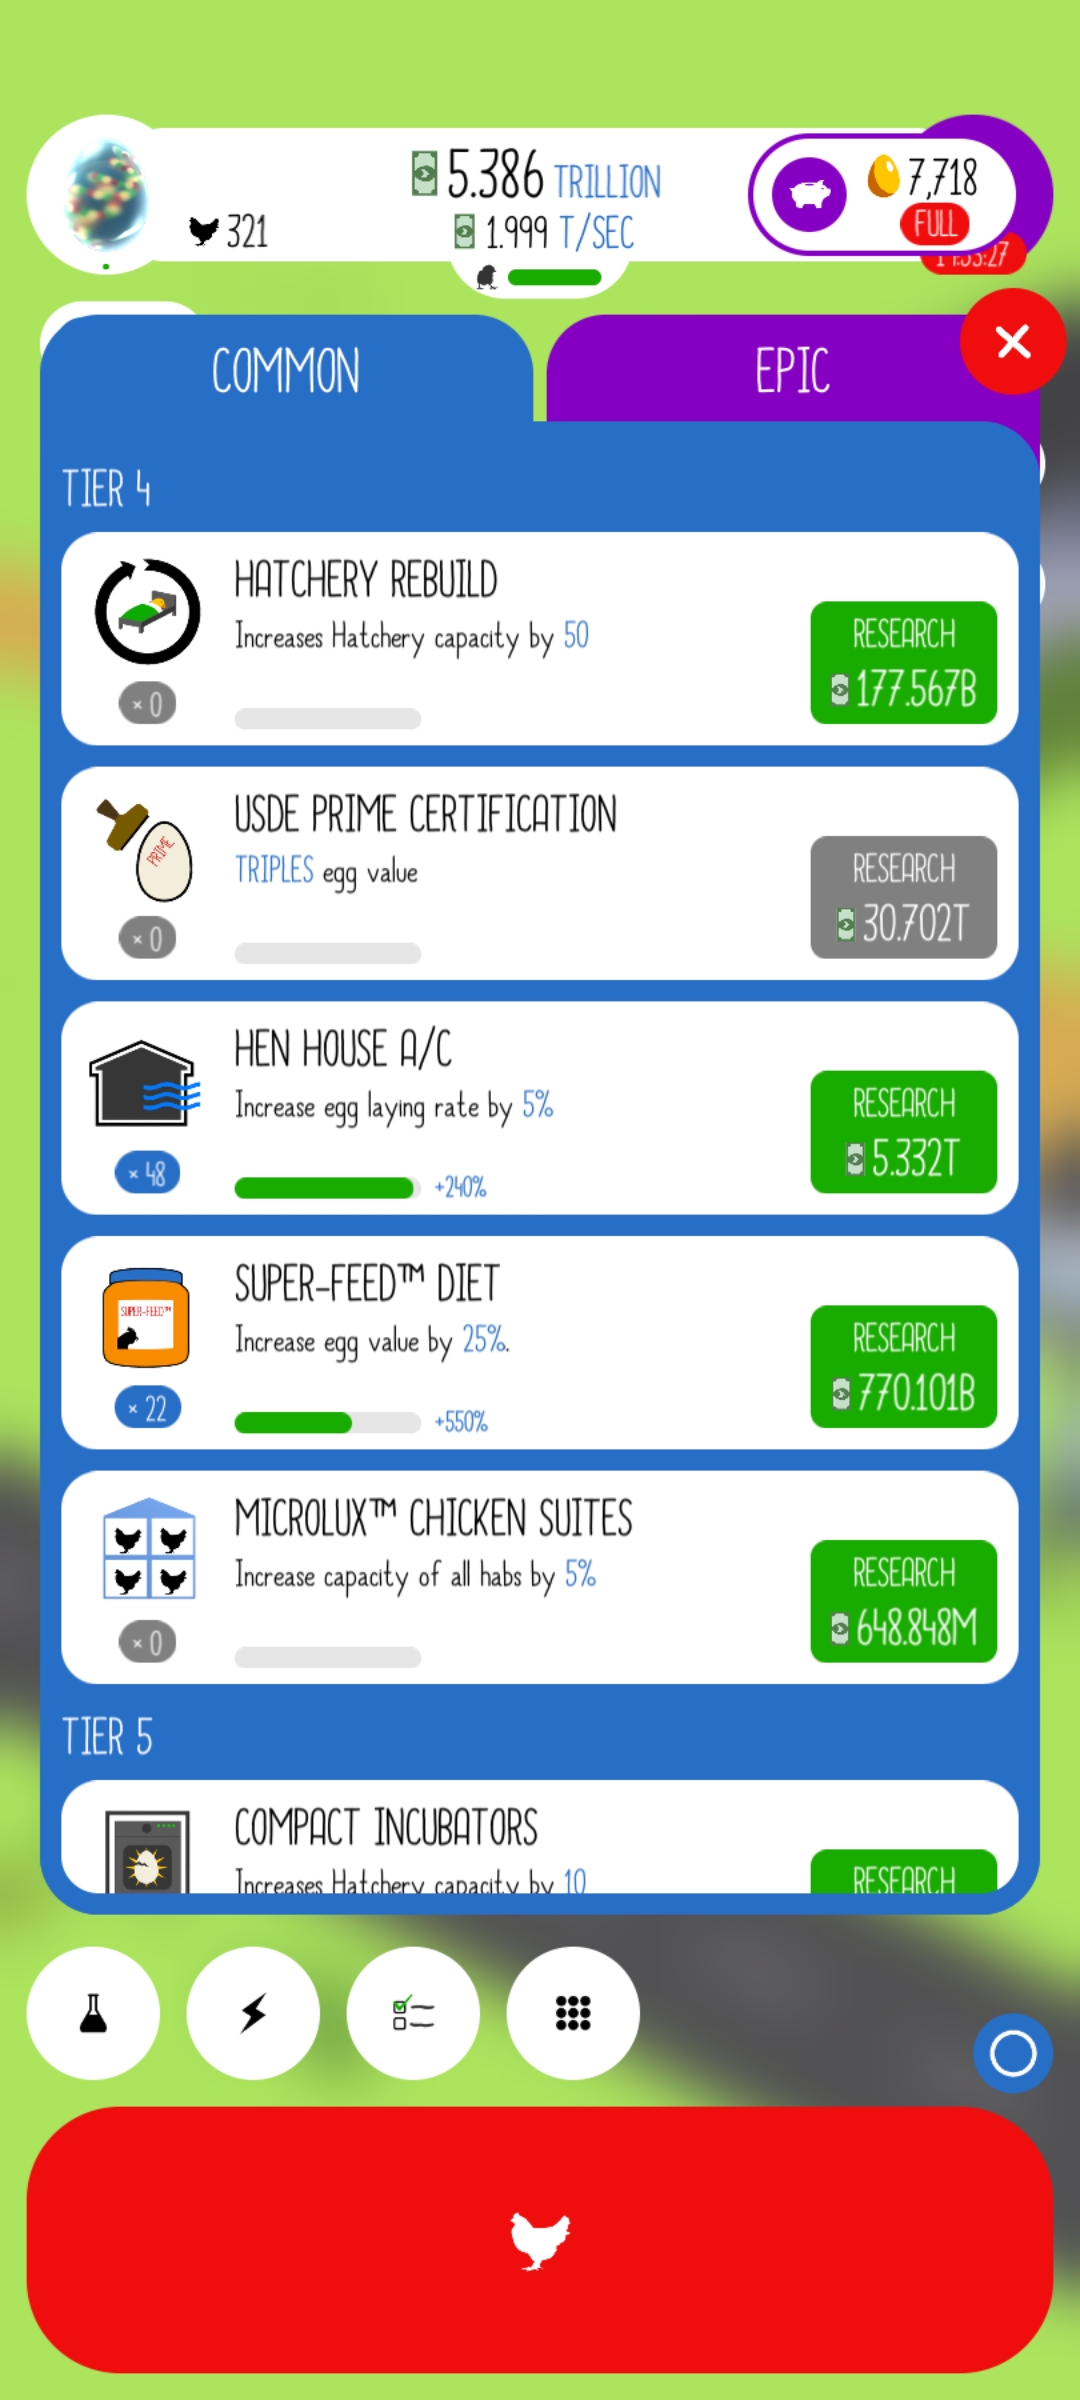 5.386 TRILLION
7,718
321
1.999 T/SEC
FULL
COMMON
EPIC
TIER 4
HATCHERY REBUILD
Increases Hatchery capacity by 50
RESEARCH
177.567B
× 0
USDE PRIME CERTIFICATION
PRIME
TRIPLES egg value
RESEARCH
30.702T
× 0
HEN HOUSE A/C
Increase egg laying rate by 5%
RESEARCH
5.332T
× 48
+240%
SUPER-FEED™ DIET
SUPER-FEED™
Increase egg value by 25%.
RESEARCH
770.101B
× 22
+550%
MICROLUX™ CHICKEN SUITES
Increase capacity of all habs by 5%
RESEARCH
648.848M
× 0
TIER 5
COMPACT INCUBATORS
Increases Hatchery capacity by 10
RESEARCH